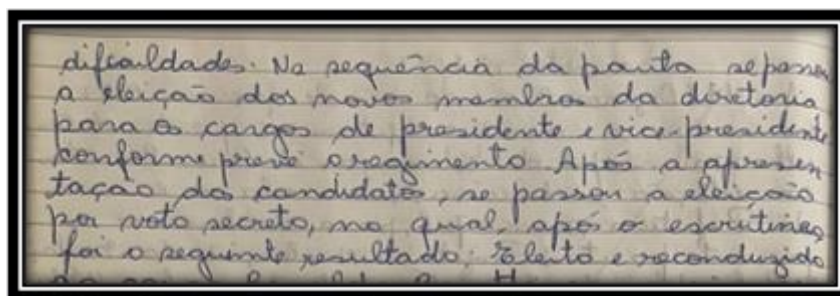 dificuldades. Na sequência da pauta se passou
a eleição dos novos membros da diretoria
para os cargos de presidente e vice-presidente
conforme prevê o regimento Após a apresen
tação dos candidatos, se passou a eleição
por voto secreto, no qual, após o escrutíneo
foi o seguinte resultado: Eleito e reconduzido